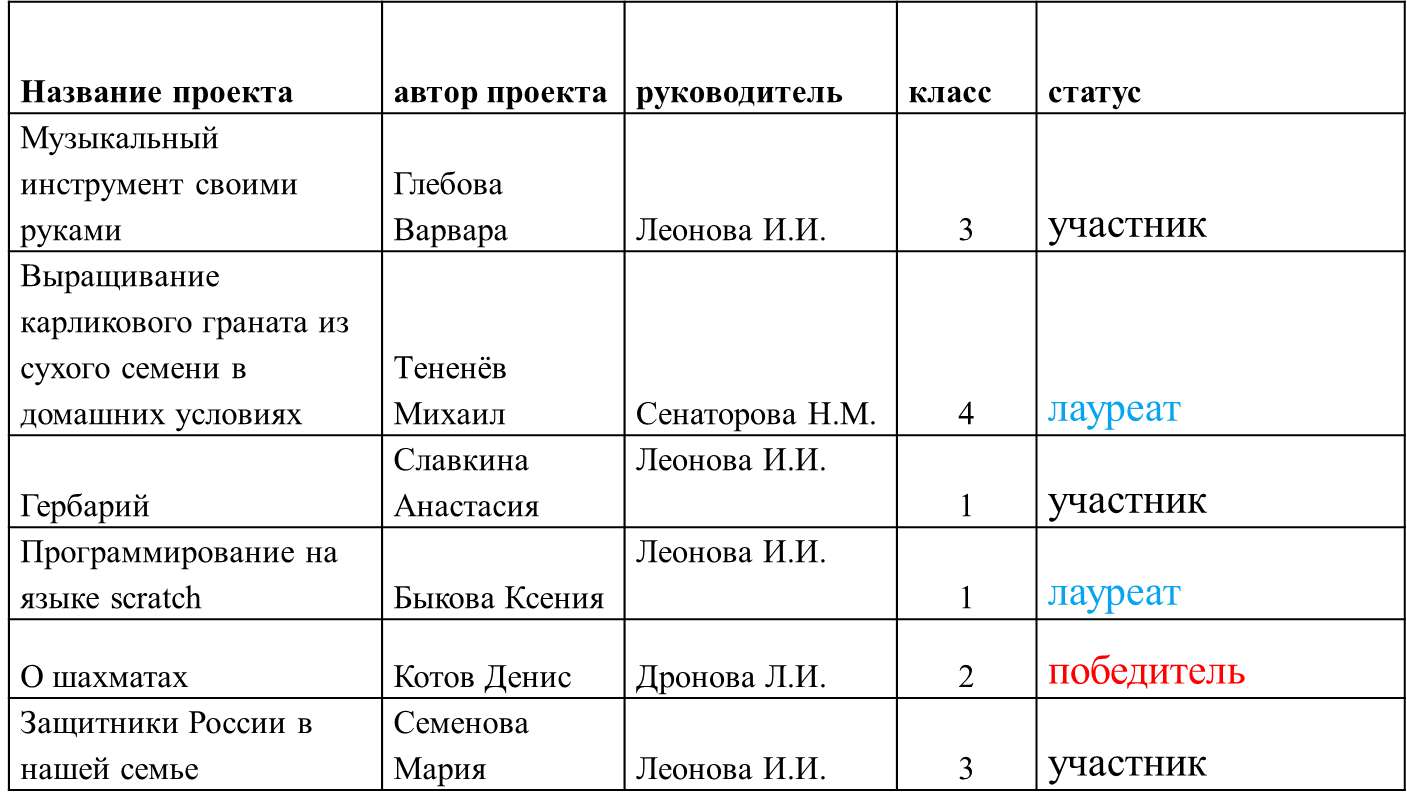 Название проекта
автор проекта
руководитель
класс
статус
Музыкальный
инструмент своими
руками
Глебова
Варвара
Леонова И.И.
3
участник
Выращивание
карликового граната из
сухого семени в
домашних условиях
Тененёв
Михаил
Сенаторова Н.М.
4
лауреат
Гербарий
Славкина
Анастасия
Леонова И.И.
1
участник
Программирование на
языке scratch
Быкова Ксения
Леонова И.И.
1
лауреат
О шахматах
Котов Денис
Дронова Л.И.
2
победитель
Защитники России в
нашей семье
Семенова
Мария
Леонова И.И.
3
участник